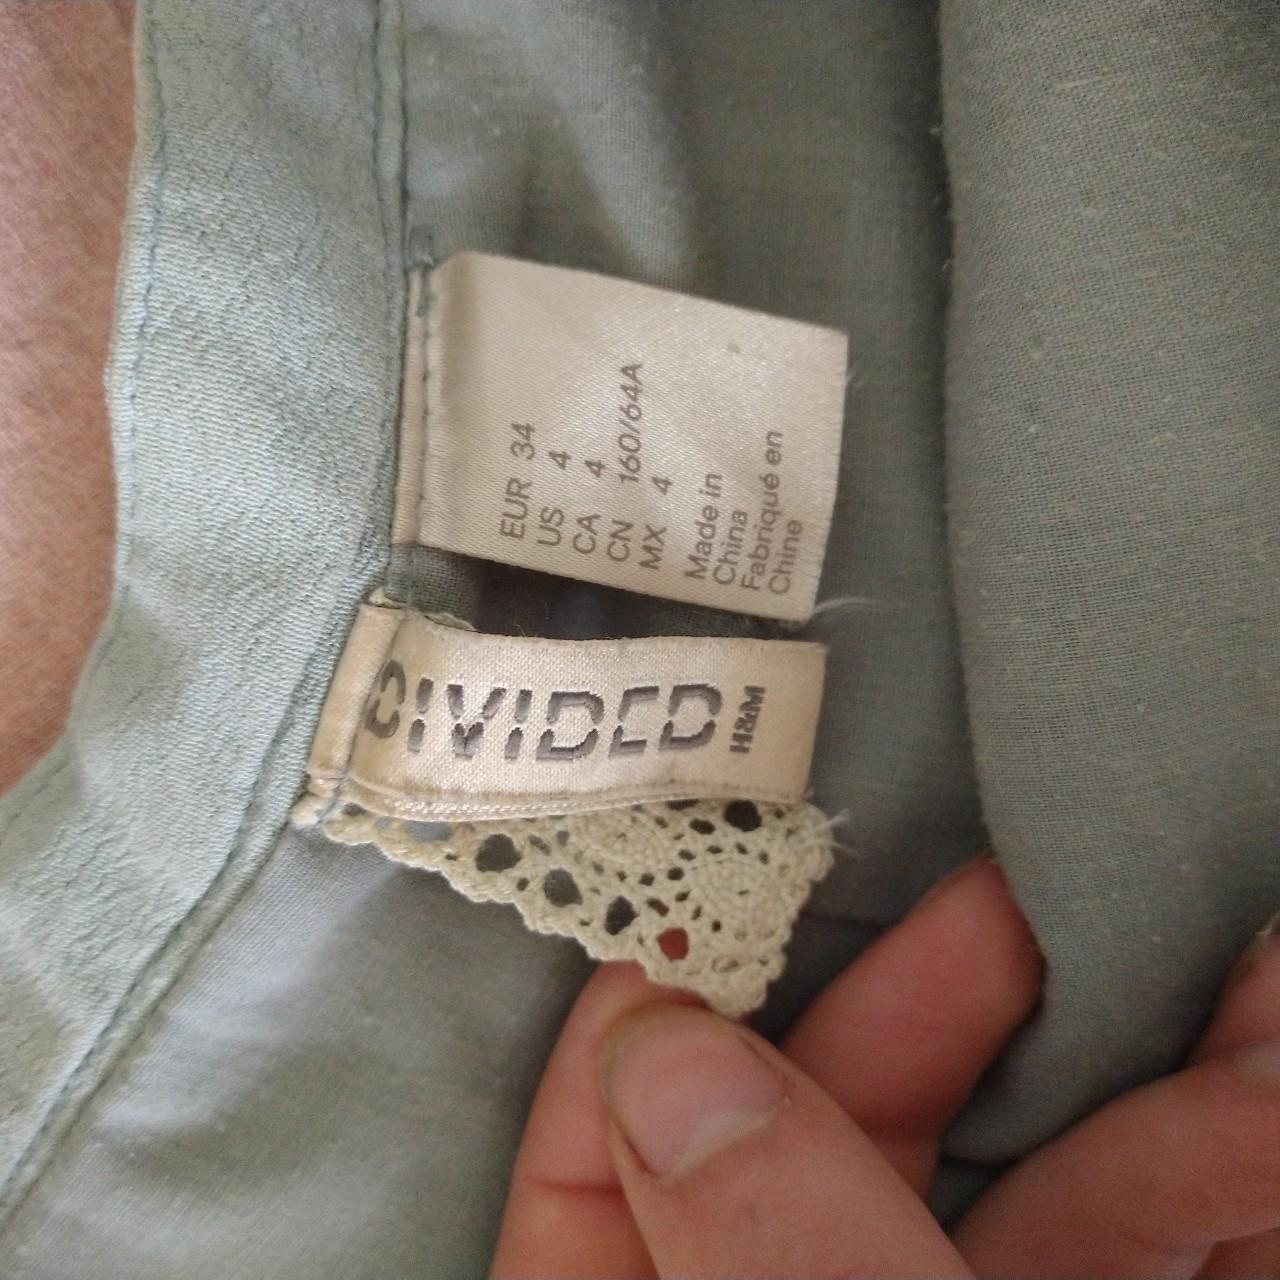 EUR 34
US 4
CA 4
CN 160/64A
MX 4
Made in
China
Fabriqué en
Chine
DIVIDED
H&M